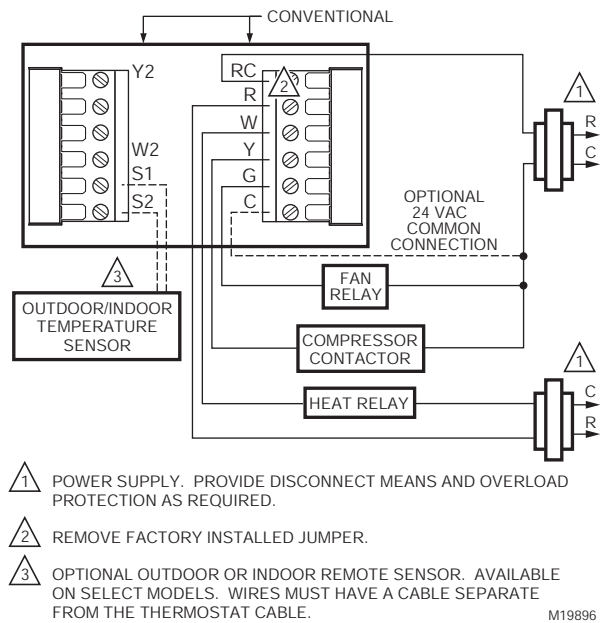 CONVENTIONAL
Y2
RC
2
1
R
R
W
C
W2
Y
S1
G
S2
C
OPTIONAL
24 VAC
COMMON
CONNECTION
3
FAN
RELAY
OUTDOOR/INDOOR
TEMPERATURE
SENSOR
COMPRESSOR
CONTACTOR
1
HEAT RELAY
C
R
1 POWER SUPPLY. PROVIDE DISCONNECT MEANS AND OVERLOAD
PROTECTION AS REQUIRED.
2 REMOVE FACTORY INSTALLED JUMPER.
3 OPTIONAL OUTDOOR OR INDOOR REMOTE SENSOR. AVAILABLE
ON SELECT MODELS. WIRES MUST HAVE A CABLE SEPARATE
FROM THE THERMOSTAT CABLE.
M19896